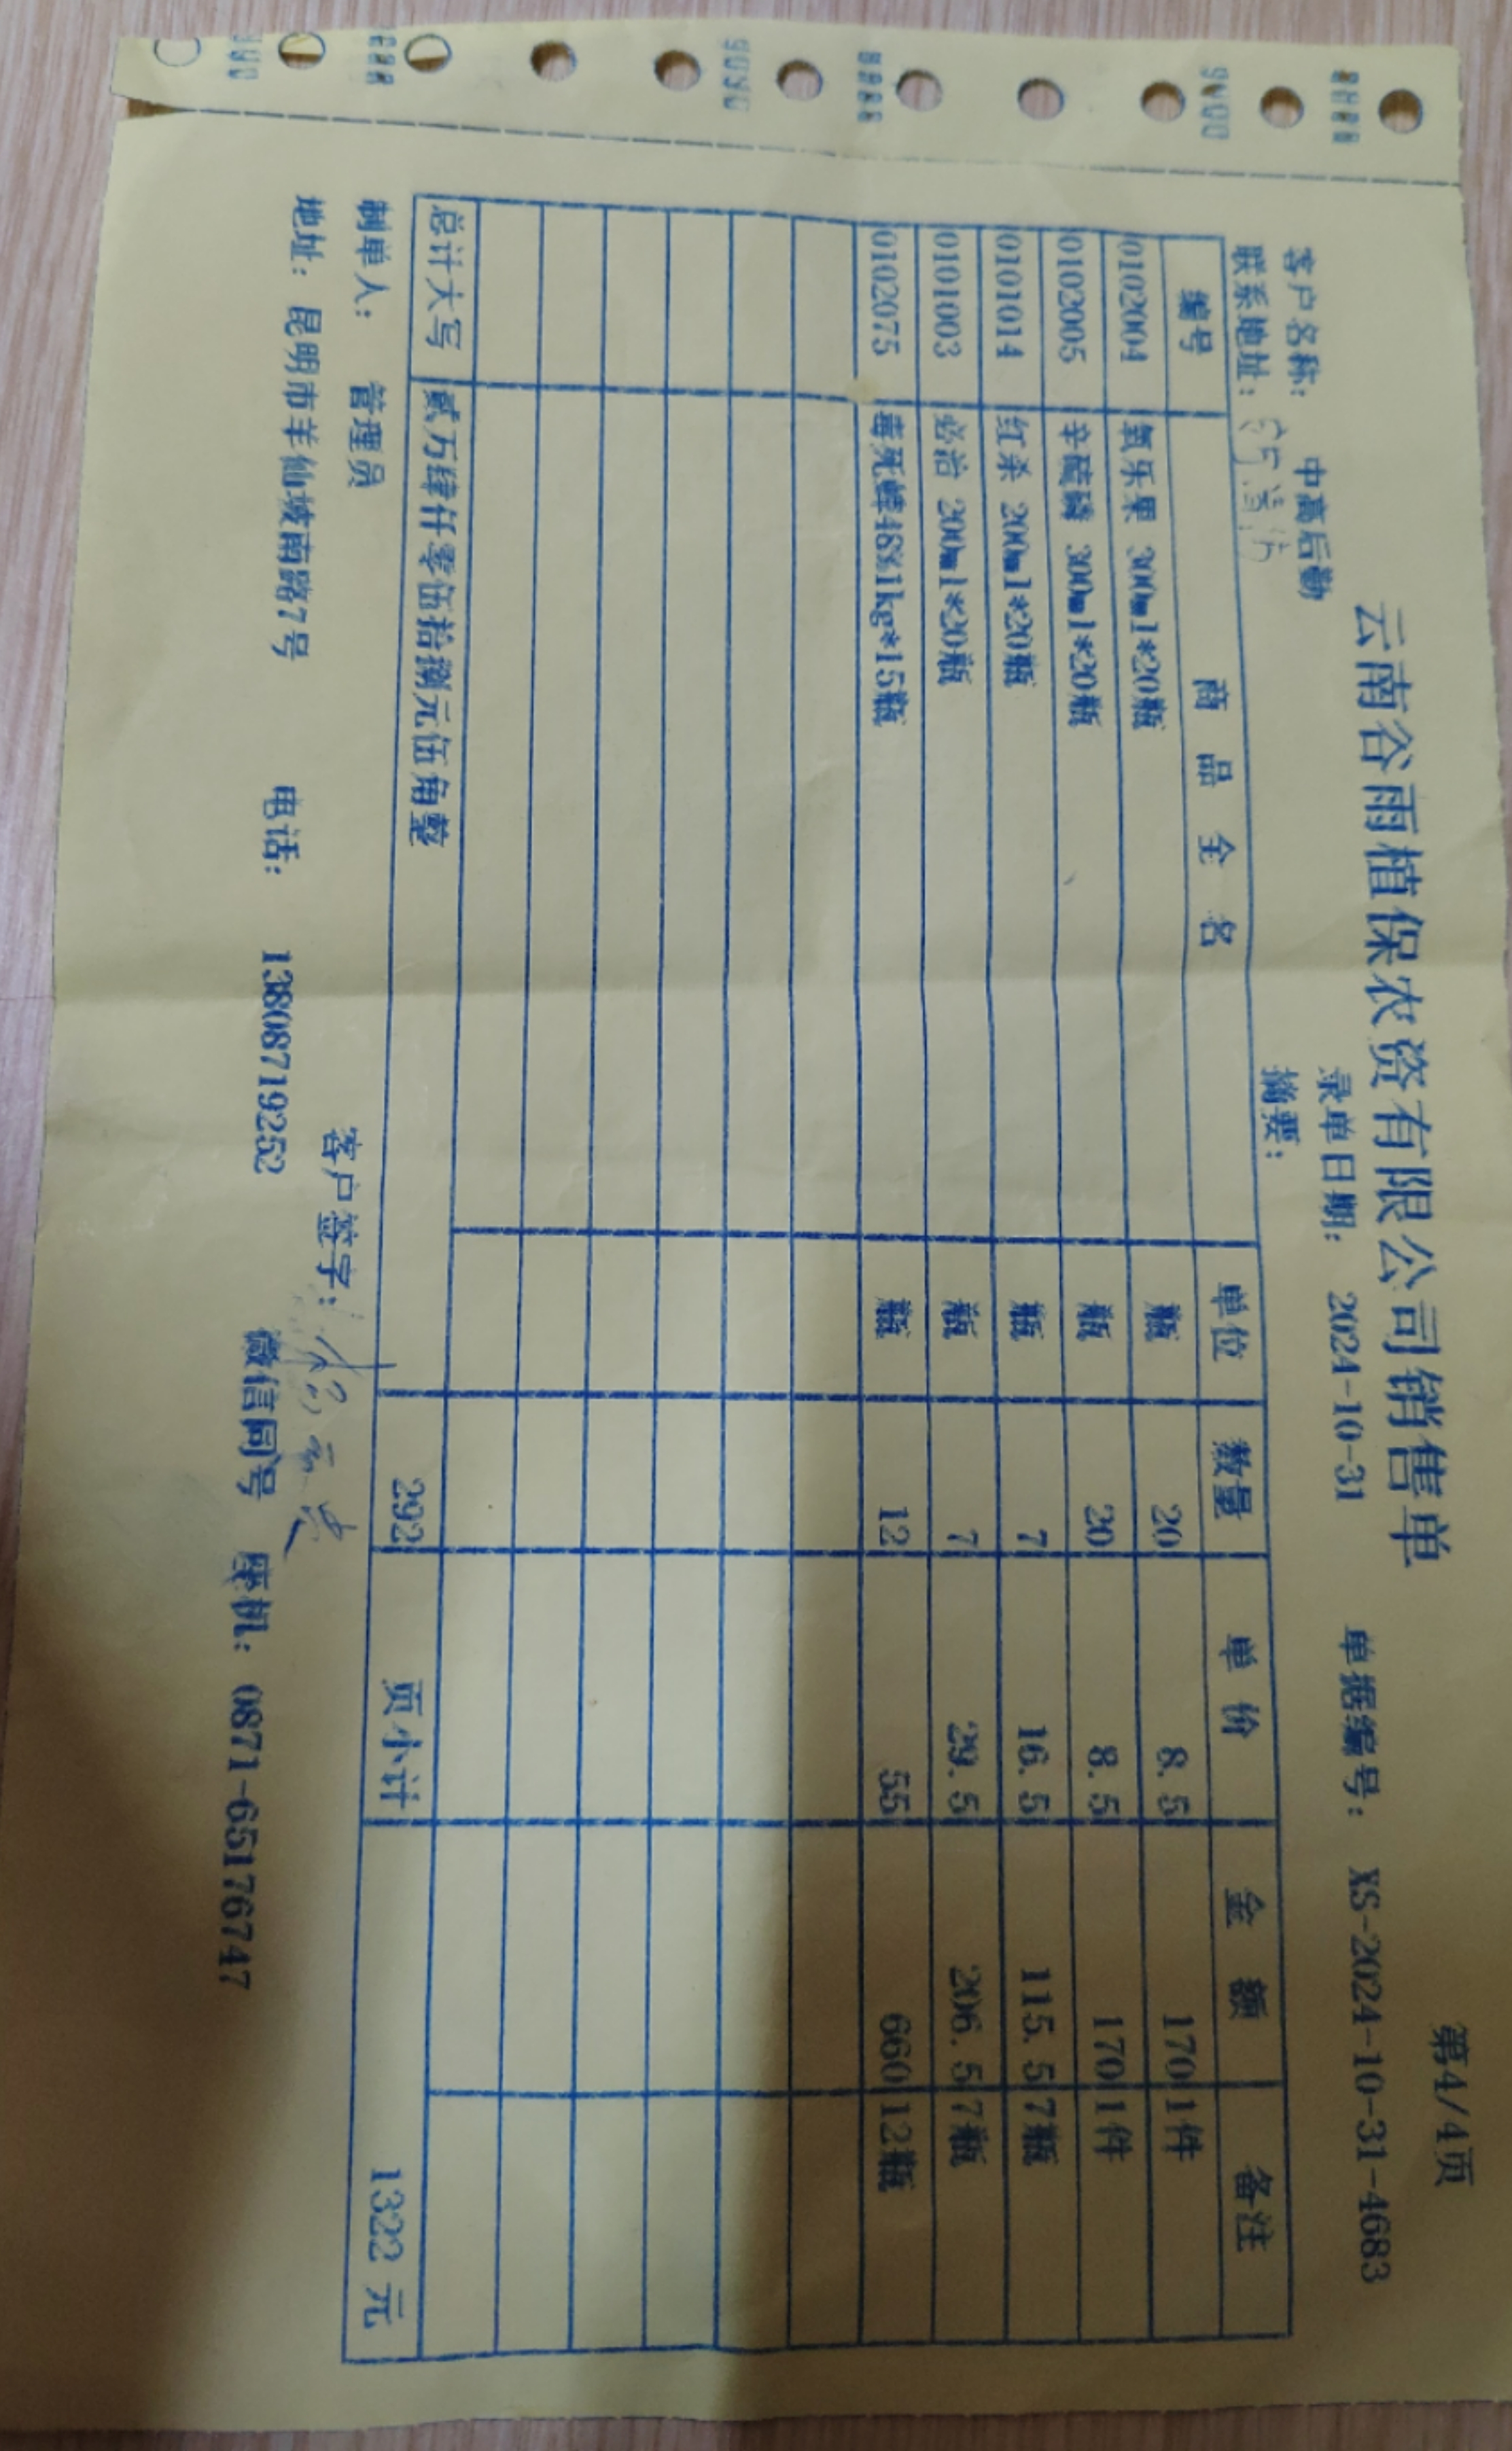 第4/4页
云南谷雨植保农资有限公司销售单
客户名称: 中高后勤 录单日期: 2024-10-31 单据编号: XS-2024-10-31-4683
联系地址: 摘要:
编号 商品全名 单位 数量 单价 金额 备注
0102004 氧乐果 300ml*20瓶 瓶 20 8.5 170 1件
0102005 辛硫磷 300ml*20瓶 瓶 20 8.5 170 1件
0101014 红杀 200ml*20瓶 瓶 7 16.5 115.5 7瓶
0101003 必治 200ml*20瓶 瓶 7 29.5 206.5 7瓶
0102075 毒死蜱48%1kg*15瓶 瓶 12 55 660 12瓶
总计大写 贰万肆仟零伍拾捌元伍角整 292 页小计 1322 元
制单人: 管理员 客户签字:
地址: 昆明市羊仙坡南路7号 电话: 13808719252 微信同号 座机: 0871-65176747